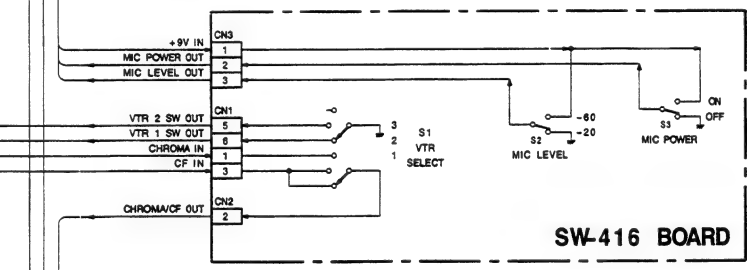 CN3
+9V IN 1
MIC POWER OUT 2
MIC LEVEL OUT 3
CN1
VTR 2 SW OUT 5
VTR 1 SW OUT 6
CHROMA IN 1
CF IN 3
CN2
CHROMA/CF OUT 2
3
2
1
S1
VTR
SELECT
-60
-20
S2
MIC LEVEL
ON
OFF
S3
MIC POWER
SW-416 BOARD